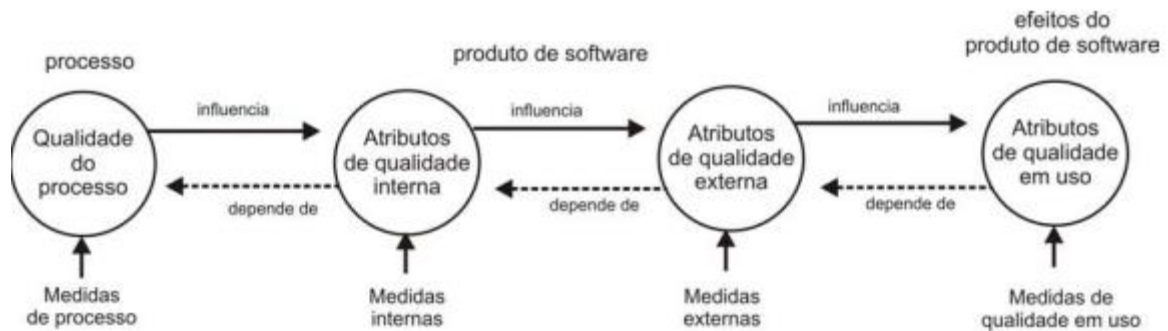 processo
produto de software
efeitos do
produto de software
Qualidade
do
processo
influencia
depende de
Atributos
de qualidade
interna
influencia
depende de
Atributos
de qualidade
externa
influencia
depende de
Atributos
de qualidade
em uso
Medidas
de processo
Medidas
internas
Medidas
externas
Medidas de
qualidade em uso